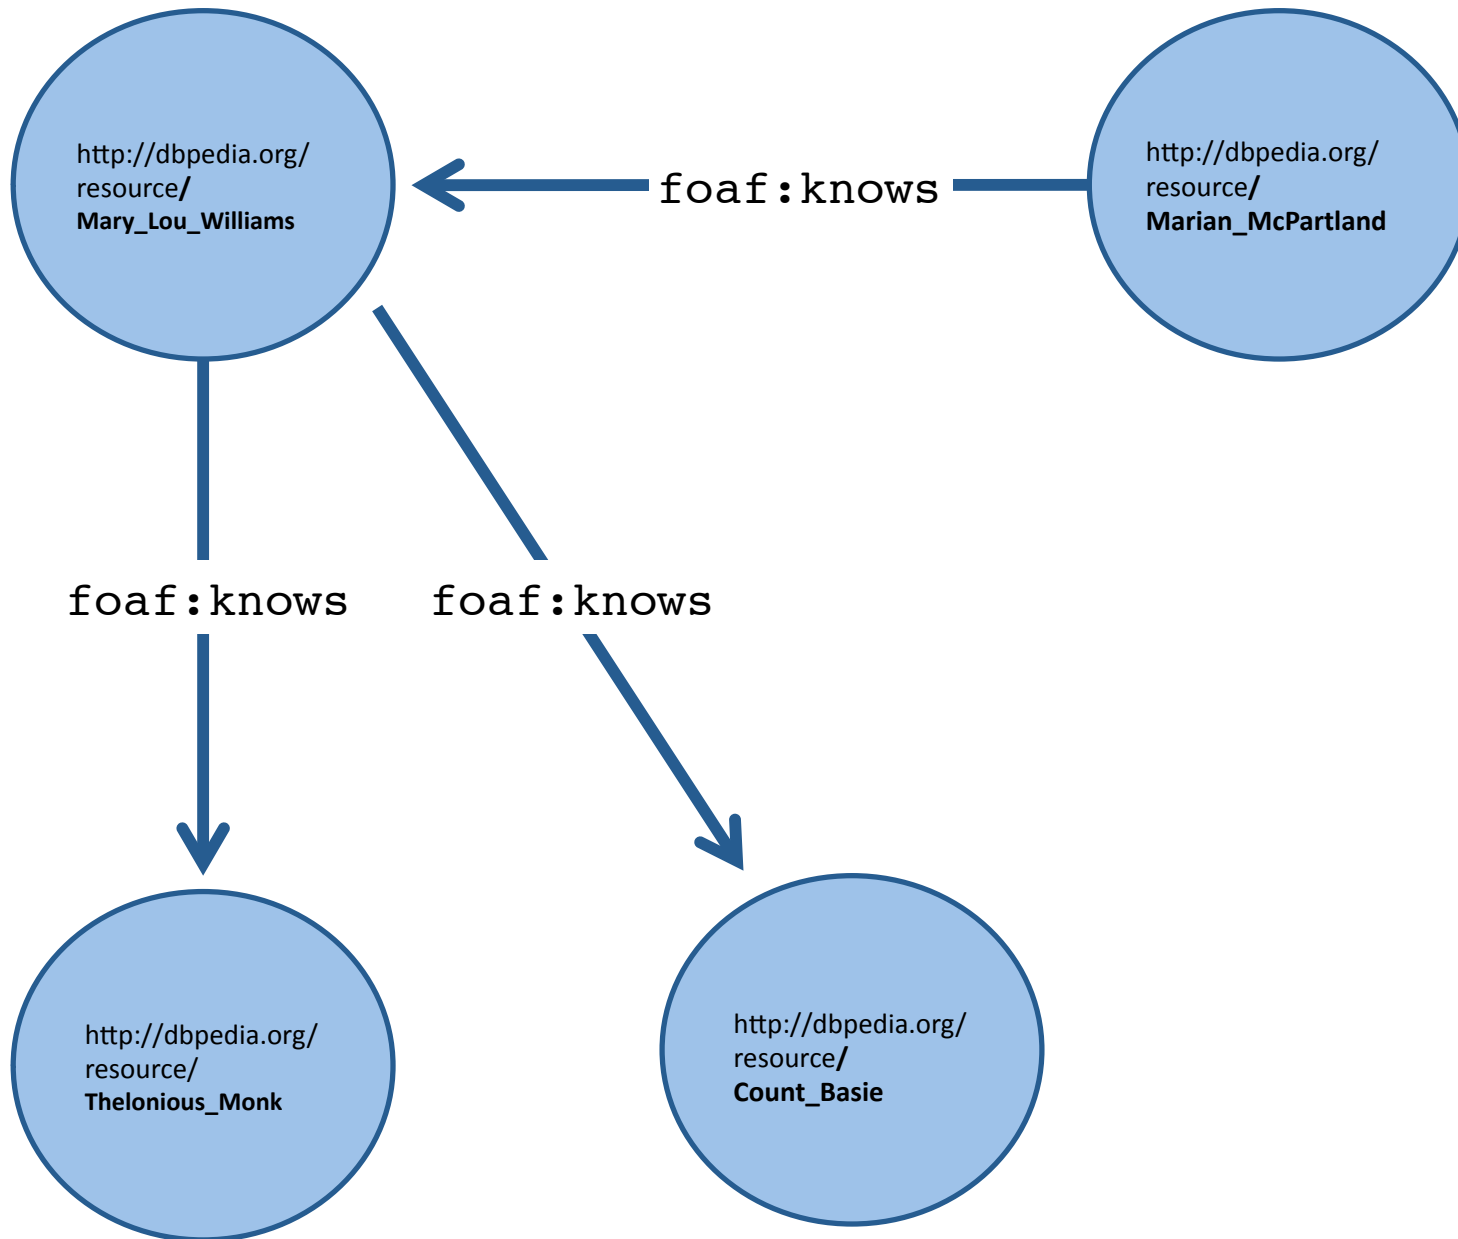 http://dbpedia.org/
resource/
Mary_Lou_Williams
foaf:knows
http://dbpedia.org/
resource/
Marian_McPartland
foaf:knows
foaf:knows
http://dbpedia.org/
resource/
Thelonious_Monk
http://dbpedia.org/
resource/
Count_Basie